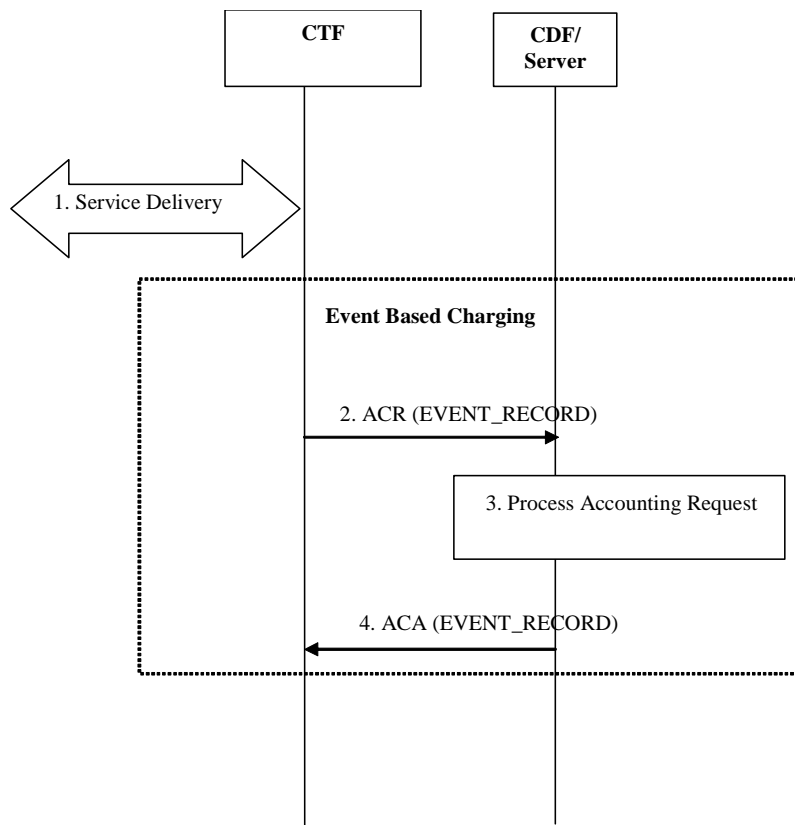 CTF
CDF/
Server
1. Service Delivery
Event Based Charging
2. ACR (EVENT_RECORD)
3. Process Accounting Request
4. ACA (EVENT_RECORD)